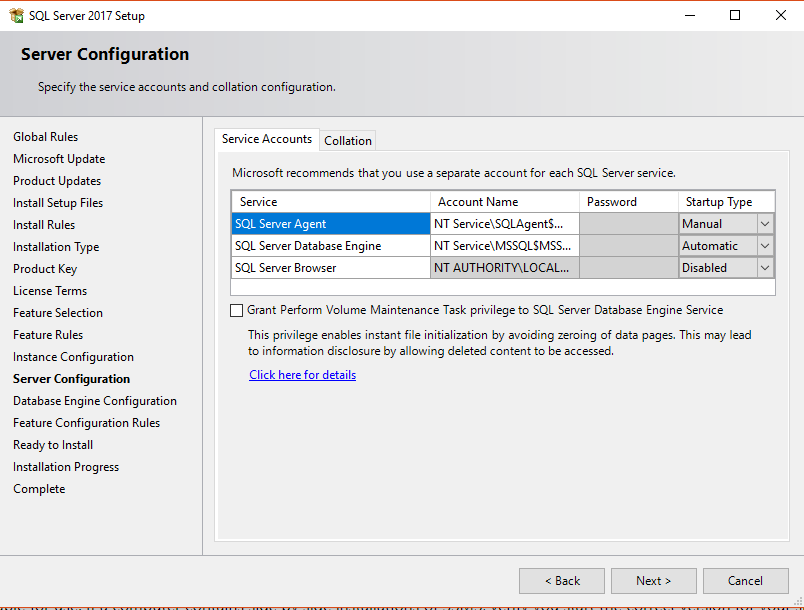 SQL Server 2017 Setup
Server Configuration
Specify the service accounts and collation configuration.
Global Rules
Microsoft Update
Product Updates
Install Setup Files
Install Rules
Installation Type
Product Key
License Terms
Feature Selection
Feature Rules
Instance Configuration
Server Configuration
Database Engine Configuration
Feature Configuration Rules
Ready to Install
Installation Progress
Complete
Service Accounts Collation
Microsoft recommends that you use a separate account for each SQL Server service.
Service Account Name Password Startup Type
SQL Server Agent NT Service\SQLAgent$... Manual
SQL Server Database Engine NT Service\MSSQL$MSS... Automatic
SQL Server Browser NT AUTHORITY\LOCAL... Disabled
Grant Perform Volume Maintenance Task privilege to SQL Server Database Engine Service
This privilege enables instant file initialization by avoiding zeroing of data pages. This may lead
to information disclosure by allowing deleted content to be accessed.
Click here for details
< Back Next > Cancel